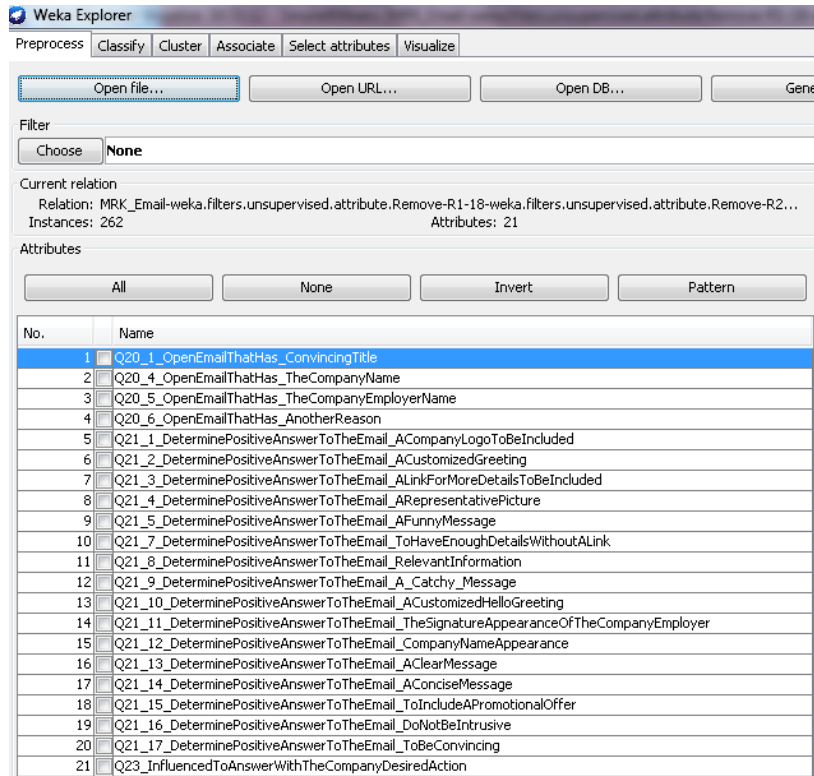 Weka Explorer
Preprocess Classify Cluster Associate Select attributes Visualize
Open file... Open URL... Open DB... Gene
Filter
Choose None
Current relation
Relation: MRK_Email-weka.filters.unsupervised.attribute.Remove-R1-18-weka.filters.unsupervised.attribute.Remove-R2...
Instances: 262 Attributes: 21
Attributes
All None Invert Pattern
No. Name
1 Q20_1_OpenEmailThatHas_ConvincingTitle
2 Q20_4_OpenEmailThatHas_TheCompanyName
3 Q20_5_OpenEmailThatHas_TheCompanyEmployerName
4 Q20_6_OpenEmailThatHas_AnotherReason
5 Q21_1_DeterminePositiveAnswerToTheEmail_ACompanyLogoToBeIncluded
6 Q21_2_DeterminePositiveAnswerToTheEmail_ACustomizedGreeting
7 Q21_3_DeterminePositiveAnswerToTheEmail_ALinkForMoreDetailsToBeIncluded
8 Q21_4_DeterminePositiveAnswerToTheEmail_ARepresentativePicture
9 Q21_5_DeterminePositiveAnswerToTheEmail_AFunnyMessage
10 Q21_7_DeterminePositiveAnswerToTheEmail_ToHaveEnoughDetailsWithoutALink
11 Q21_8_DeterminePositiveAnswerToTheEmail_RelevantInformation
12 Q21_9_DeterminePositiveAnswerToTheEmail_A_Catchy_Message
13 Q21_10_DeterminePositiveAnswerToTheEmail_ACustomizedHelloGreeting
14 Q21_11_DeterminePositiveAnswerToTheEmail_TheSignatureAppearanceOfTheCompanyEmployer
15 Q21_12_DeterminePositiveAnswerToTheEmail_CompanyNameAppearance
16 Q21_13_DeterminePositiveAnswerToTheEmail_AClearMessage
17 Q21_14_DeterminePositiveAnswerToTheEmail_AConciseMessage
18 Q21_15_DeterminePositiveAnswerToTheEmail_ToIncludeAPromotionalOffer
19 Q21_16_DeterminePositiveAnswerToTheEmail_DoNotBeIntrusive
20 Q21_17_DeterminePositiveAnswerToTheEmail_ToBeConvincing
21 Q23_InfluencedToAnswerWithTheCompanyDesiredAction